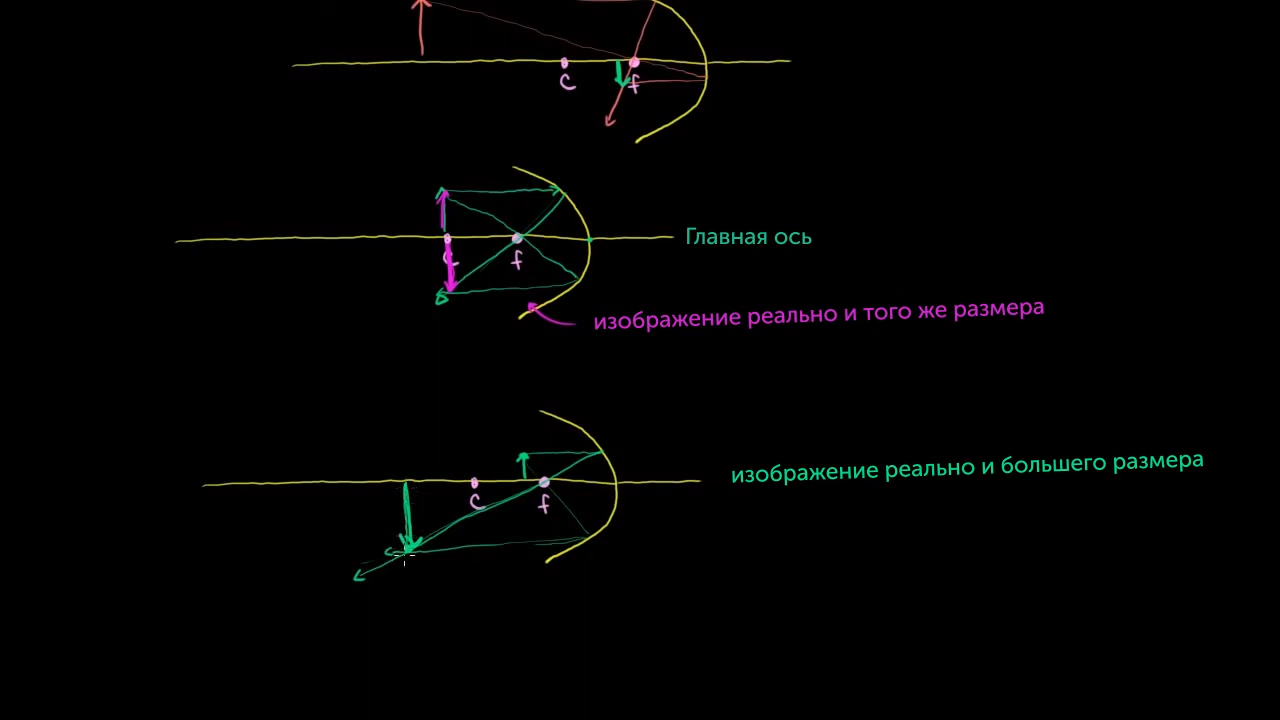 C f
Главная ось
C f
изображение реально и того же размера
изображение реально и большего размера
C f